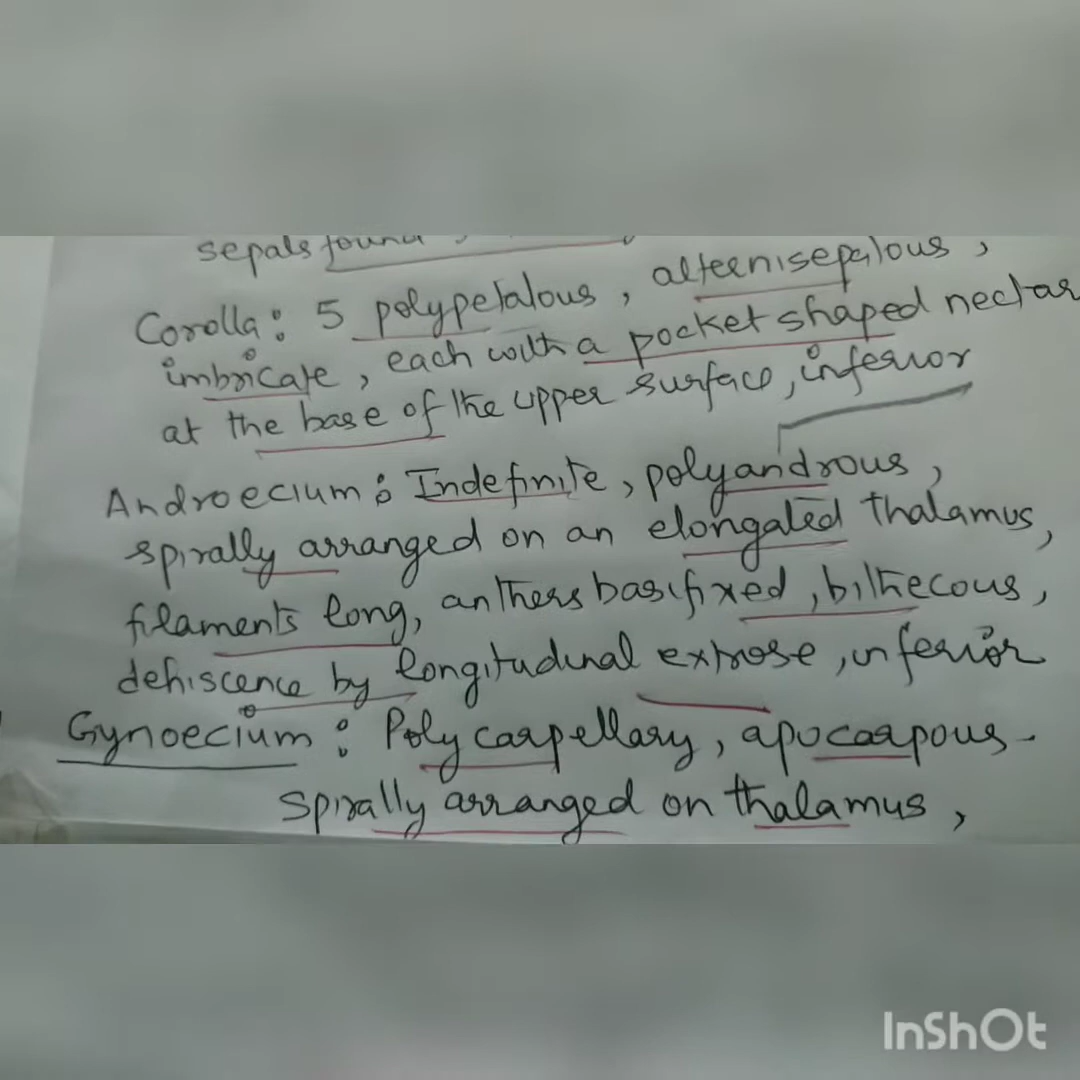 sepals found
Corolla: 5 polypetalous, alternisepalous,
imbricate, each with a pocket shaped nectar
at the base of the upper surface, inferior
Androecium: Indefinite, polyandrous,
spirally arranged on an elongated thalamus,
filaments long, anthers basifixed, bithecous,
dehiscence by longitudinal extrose, inferior
Gynoecium: Polycarpellary, apocarpous-
spirally arranged on thalamus,
InShOt